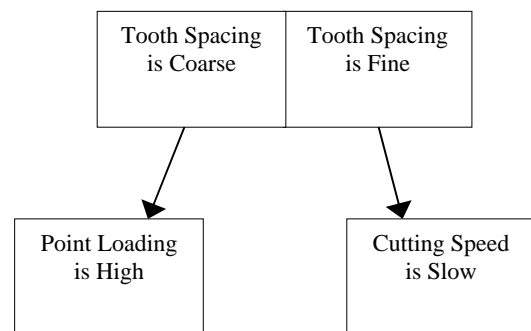 Tooth Spacing
is Coarse
Tooth Spacing
is Fine
Point Loading
is High
Cutting Speed
is Slow